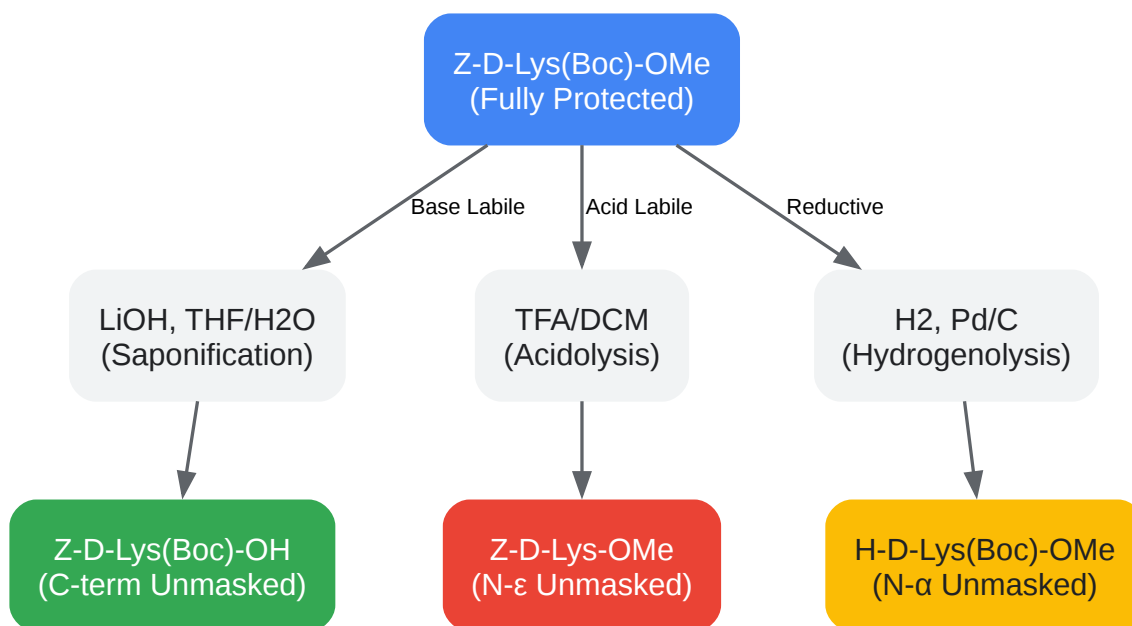 Z-D-Lys(Boc)-OMe
(Fully Protected)
Base Labile
Acid Labile
Reductive
LiOH, THF/H2O
(Saponification)
TFA/DCM
(Acidolysis)
H2, Pd/C
(Hydrogenolysis)
Z-D-Lys(Boc)-OH
(C-term Unmasked)
Z-D-Lys-OMe
(N-ε Unmasked)
H-D-Lys(Boc)-OMe
(N-α Unmasked)